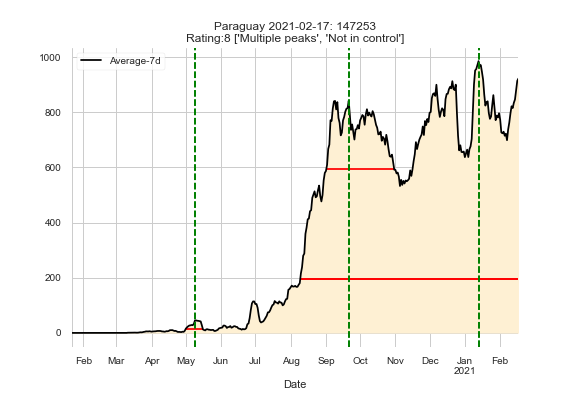 Paraguay 2021-02-17: 147253
Rating:8 ['Multiple peaks', 'Not in control']
Average-7d
1000
800
600
400
200
0
Feb Mar Apr May Jun Jul Aug Sep Oct Nov Dec Jan Feb
2021
Date